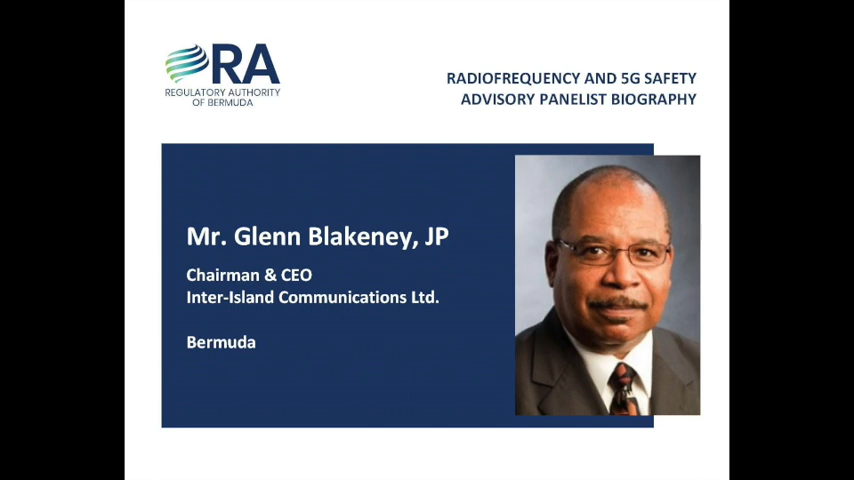 RA
REGULATORY AUTHORITY
OF BERMUDA
RADIOFREQUENCY AND 5G SAFETY
ADVISORY PANELIST BIOGRAPHY
Mr. Glenn Blakeney, JP
Chairman & CEO
Inter-Island Communications Ltd.
Bermuda